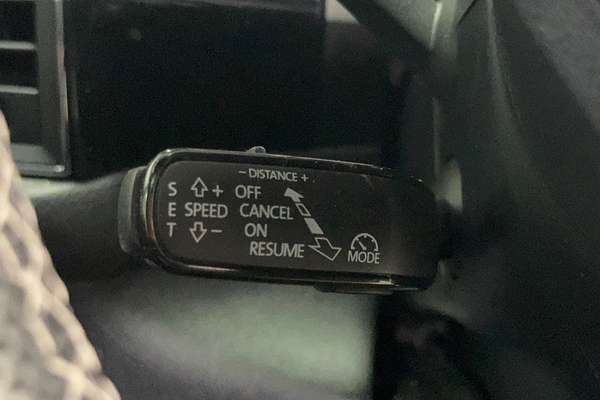 - DISTANCE +
S + OFF
E SPEED CANCEL
T - ON
RESUME
MODE